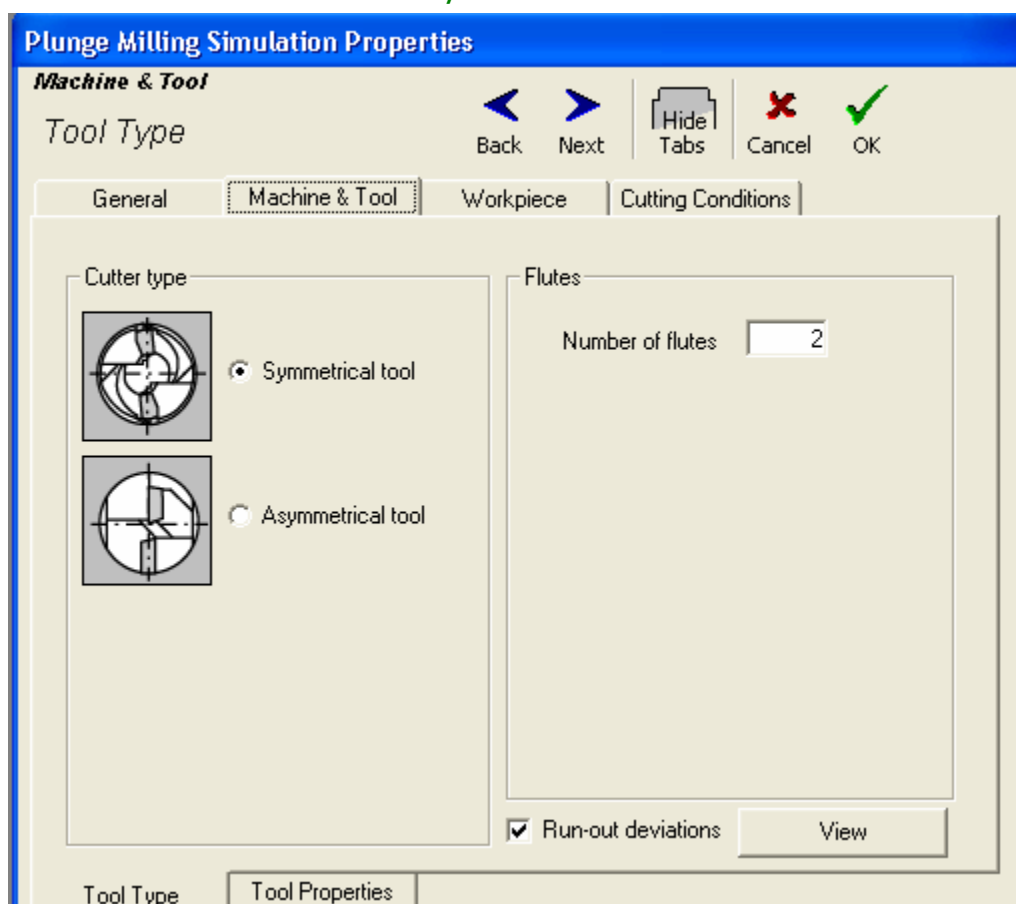 Plunge Milling Simulation Properties
Machine & Tool
Tool Type
Back Next Hide Tabs Cancel OK
General Machine & Tool Workpiece Cutting Conditions
Cutter type Flutes
Number of flutes 2
Symmetrical tool
Asymmetrical tool
Run-out deviations View
Tool Type Tool Properties